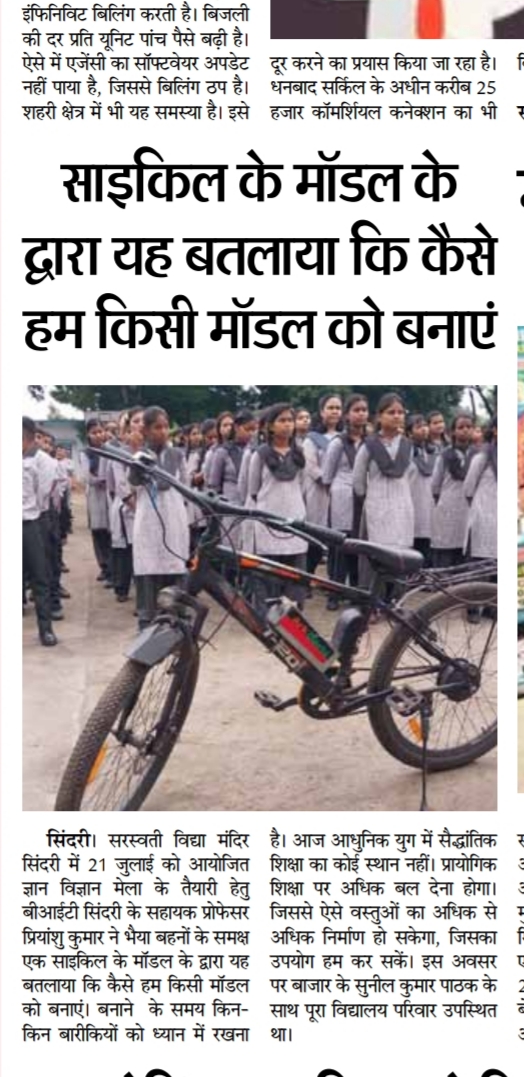 इंफिनिविट बिलिंग करती है। बिजली
की दर प्रति यूनिट पांच पैसे बढ़ी है।
ऐसे में एजेंसी का सॉफ्टवेयर अपडेट
नहीं पाया है, जिससे बिलिंग ठप है।
शहरी क्षेत्र में भी यह समस्या है। इसे
दूर करने का प्रयास किया जा रहा है।
धनबाद सर्किल के अधीन करीब 25
हजार कॉमर्शियल कनेक्शन का भी
साइकिल के मॉडल के
द्वारा यह बतलाया कि कैसे
हम किसी मॉडल को बनाएं
सिंदरी। सरस्वती विद्या मंदिर
सिंदरी में 21 जुलाई को आयोजित
ज्ञान विज्ञान मेला के तैयारी हेतु
बीआईटी सिंदरी के सहायक प्रोफेसर
प्रियांशु कुमार ने भैया बहनों के समक्ष
एक साइकिल के मॉडल के द्वारा यह
बतलाया कि कैसे हम किसी मॉडल
को बनाएं। बनाने के समय किन-
किन बारीकियों को ध्यान में रखना
है। आज आधुनिक युग में सैद्धांतिक
शिक्षा का कोई स्थान नहीं। प्रायोगिक
शिक्षा पर अधिक बल देना होगा।
जिससे ऐसे वस्तुओं का अधिक से
अधिक निर्माण हो सकेगा, जिसका
उपयोग हम कर सकें। इस अवसर
पर बाजार के सुनील कुमार पाठक के
साथ पूरा विद्यालय परिवार उपस्थित
था।